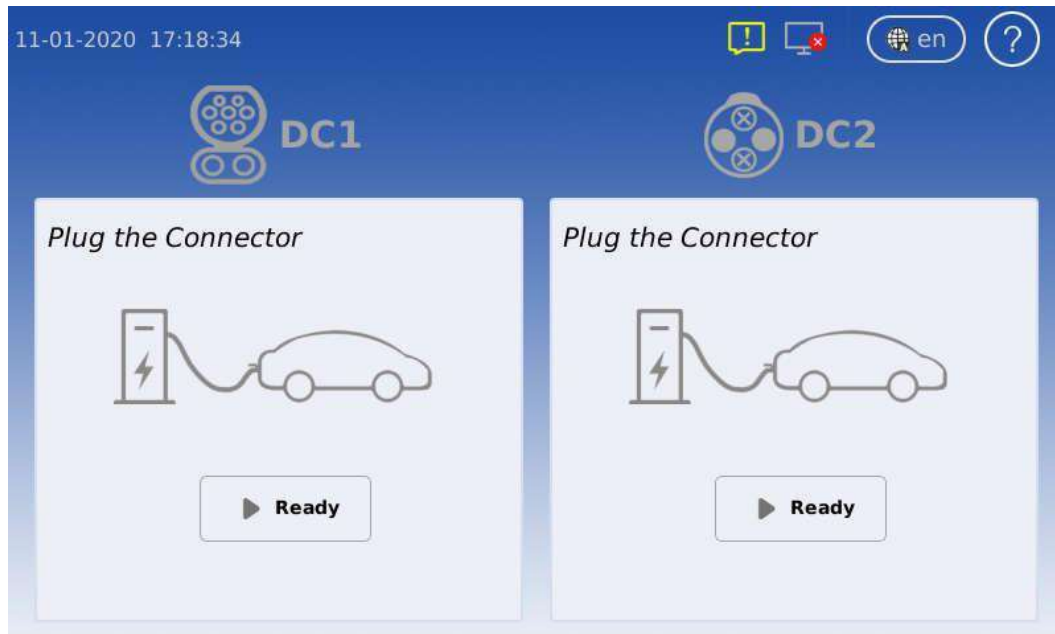 11-01-2020 17:18:34
! en ?
DC1
DC2
Plug the Connector
Plug the Connector
Ready
Ready